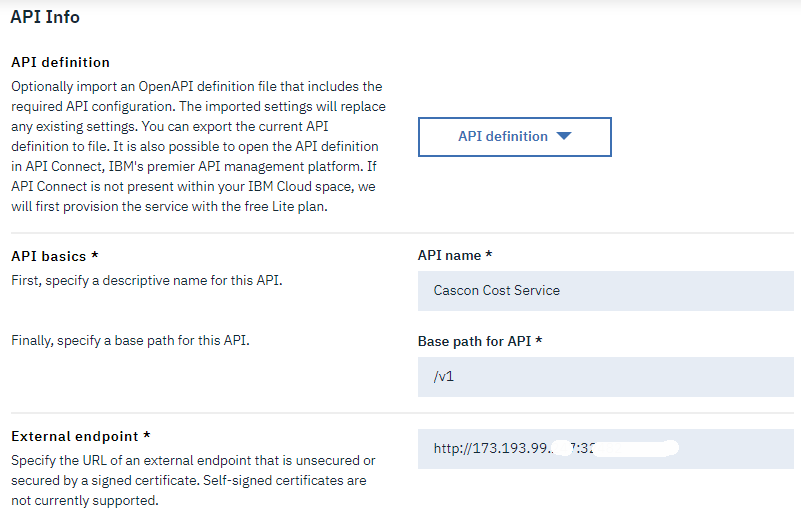 API Info
API definition
Optionally import an OpenAPI definition file that includes the
required API configuration. The imported settings will replace
any existing settings. You can export the current API
definition to file. It is also possible to open the API definition
in API Connect, IBM's premier API management platform. If
API Connect is not present within your IBM Cloud space, we
will first provision the service with the free Lite plan.
API definition
API basics *
First, specify a descriptive name for this API.
API name *
Cascon Cost Service
Finally, specify a base path for this API.
Base path for API *
/v1
External endpoint *
Specify the URL of an external endpoint that is unsecured or
secured by a signed certificate. Self-signed certificates are
not currently supported.
http://173.193.99.